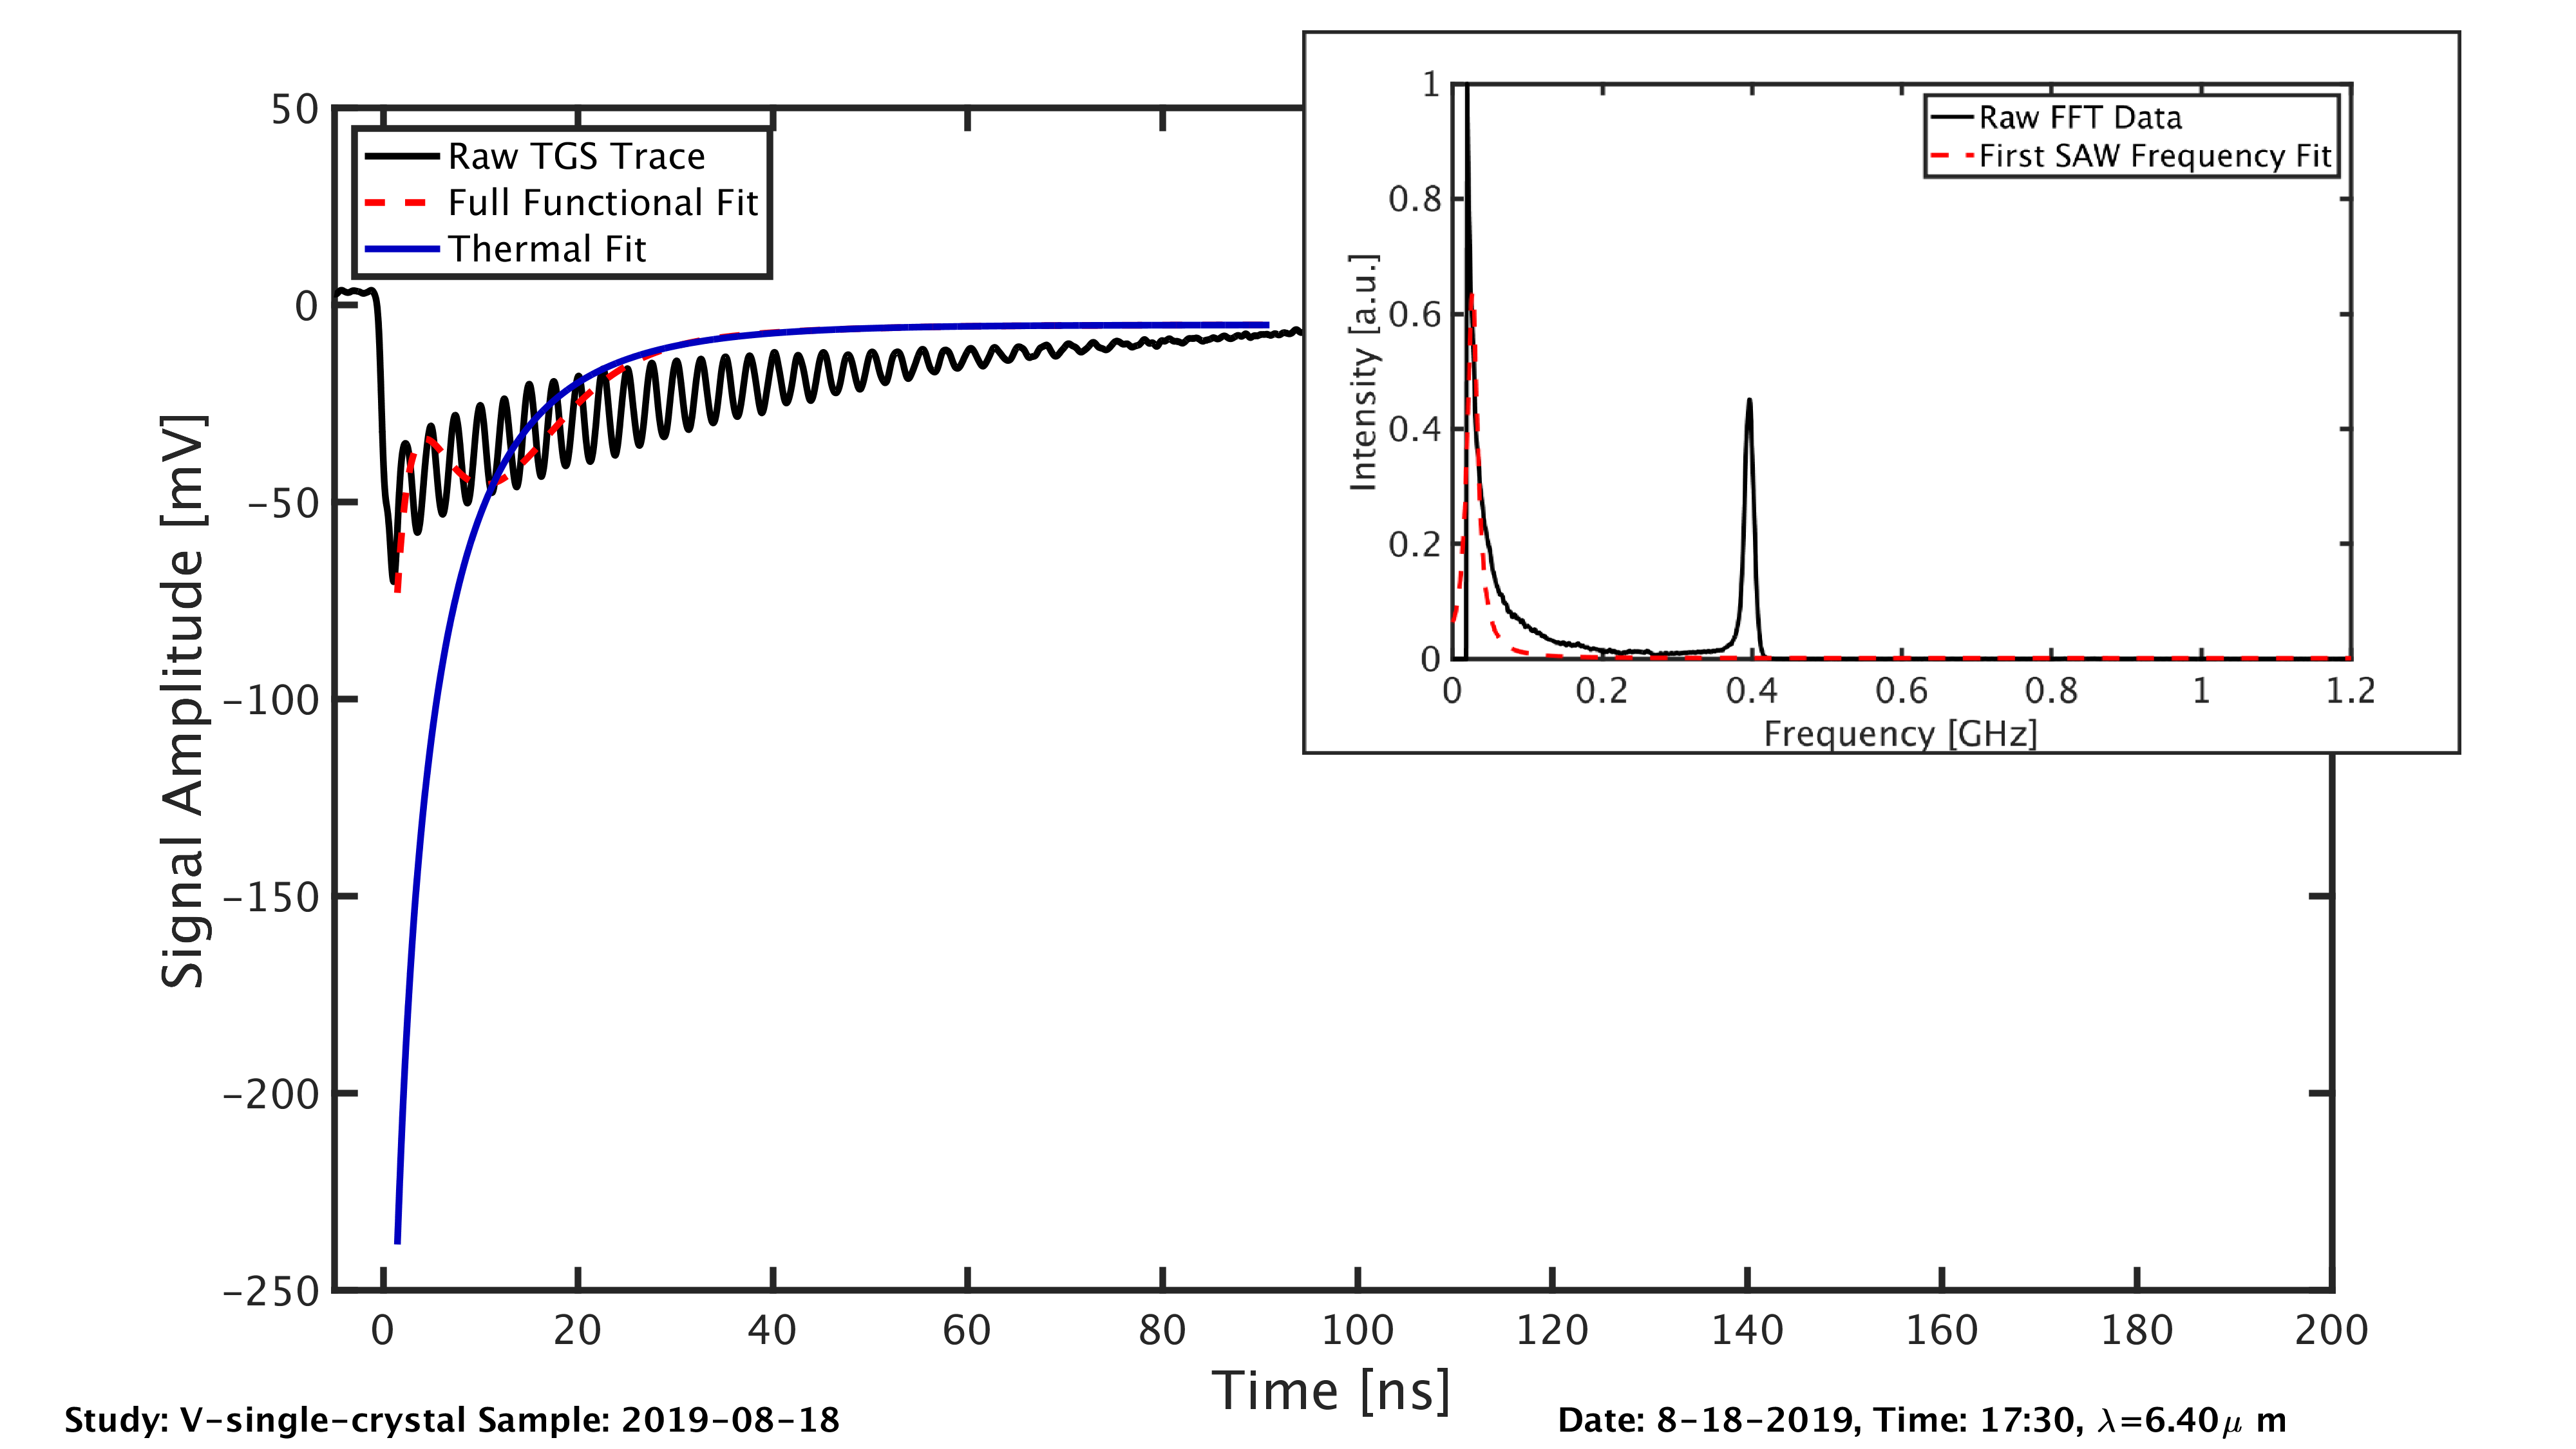 50
0
-50
-100
-150
-200
-250
Signal Amplitude [mV]
Raw TGS Trace
Full Functional Fit
Thermal Fit
1
0.8
0.6
0.4
0.2
0
Intensity [a.u.]
Raw FFT Data
First SAW Frequency Fit
0 0.2 0.4 0.6 0.8 1 1.2
Frequency [GHz]
0 20 40 60 80 100 120 140 160 180 200
Time [ns]
Study: V-single-crystal Sample: 2019-08-18
Date: 8-18-2019, Time: 17:30, λ=6.40μ m